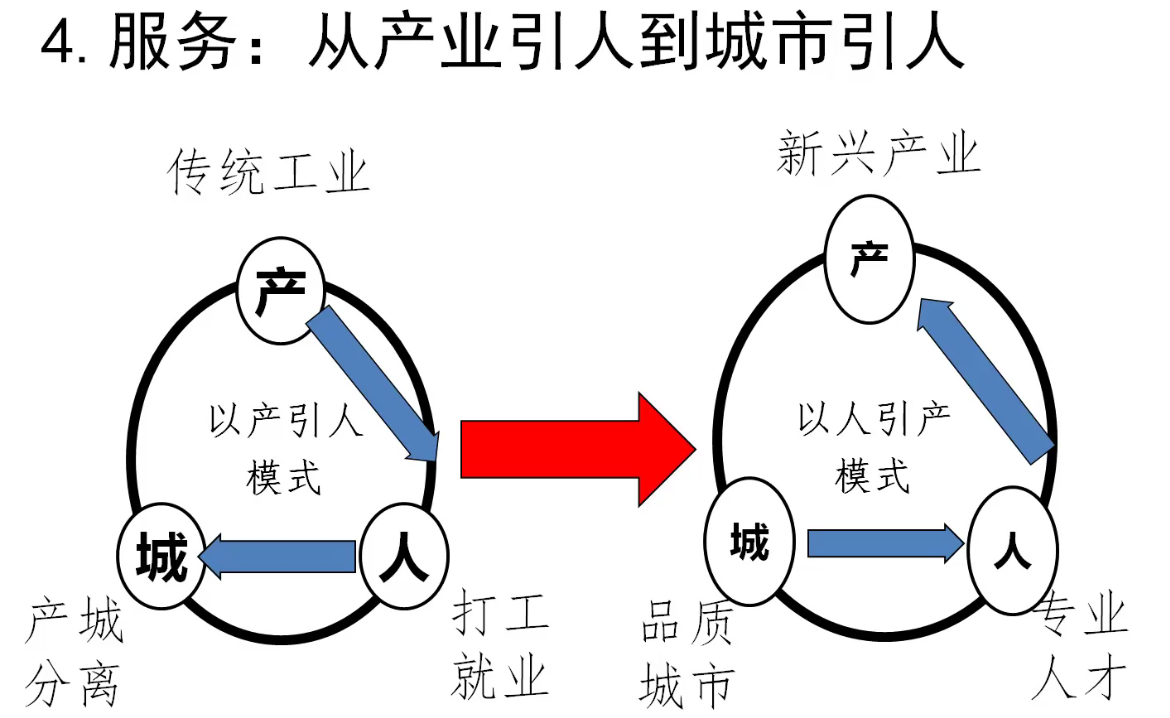 4. 服务：从产业引人到城市引人
传统工业
产
以产引人
模式
城
人
产城
分离
打工
就业
新兴产业
产
以人引产
模式
城
人
品质
城市
专业
人才